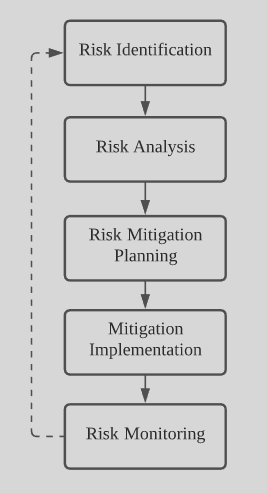 Risk Identification
Risk Analysis
Risk Mitigation
Planning
Mitigation
Implementation
Risk Monitoring